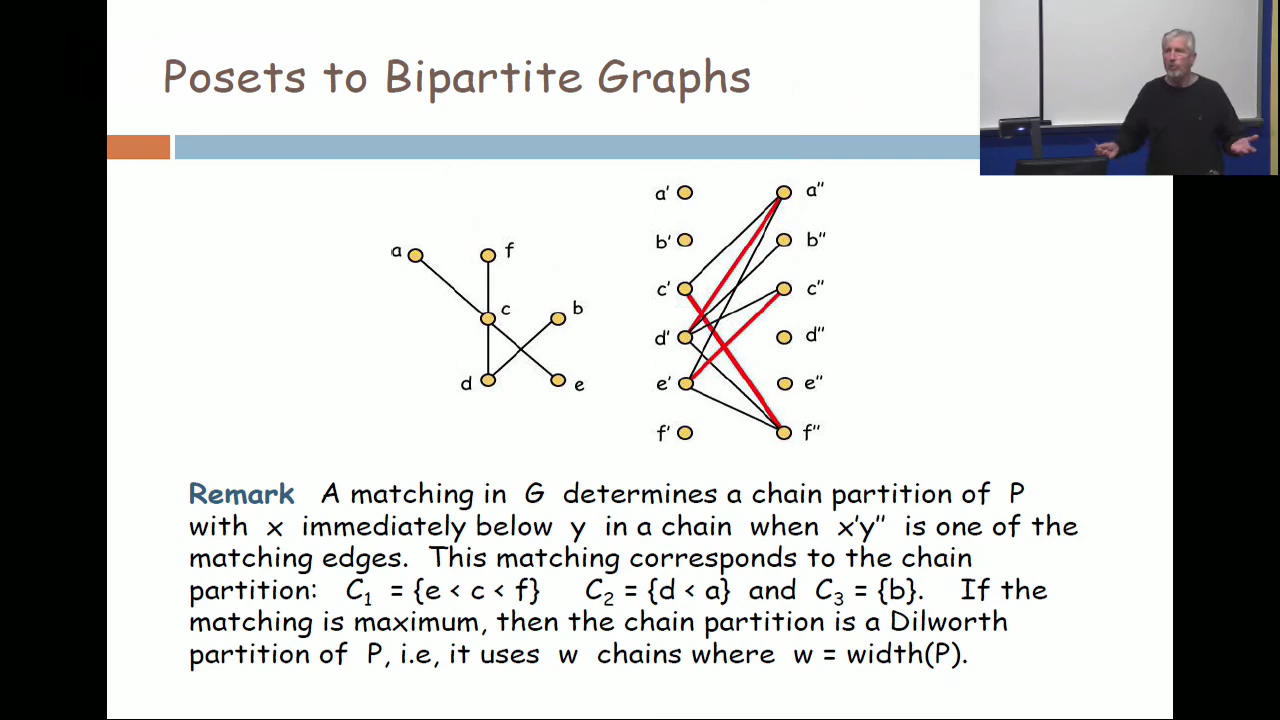 Posets to Bipartite Graphs
a' a"
b' b"
a f
c' c"
c b
d' d"
d e
e' e"
f' f"
Remark A matching in G determines a chain partition of P
with x immediately below y in a chain when x'y" is one of the
matching edges. This matching corresponds to the chain
partition: C₁ = {e < c < f} C₂ = {d < a} and C₃ = {b}. If the
matching is maximum, then the chain partition is a Dilworth
partition of P, i.e, it uses w chains where w = width(P).